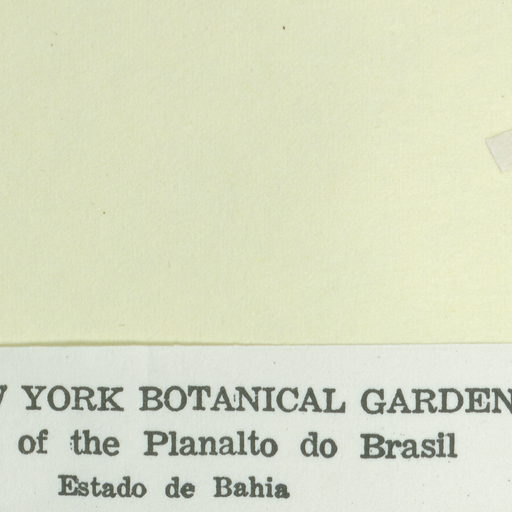 YORK BOTANICAL GARDEN
of the Planalto do Brasil
Estado de Bahia